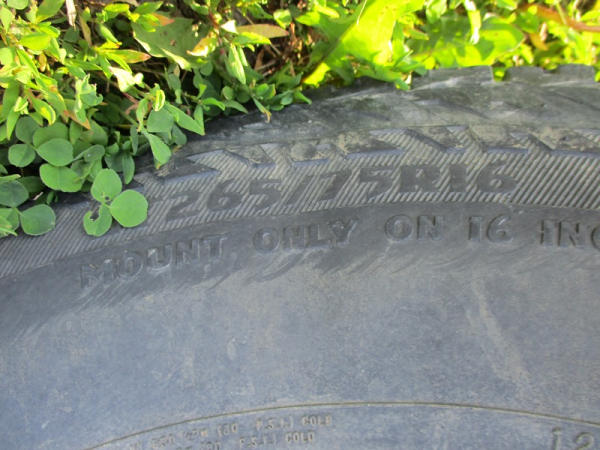 265/75R16
MOUNT ONLY ON 16 INC
P.S.I.) COLD
P.S.I.) COLD